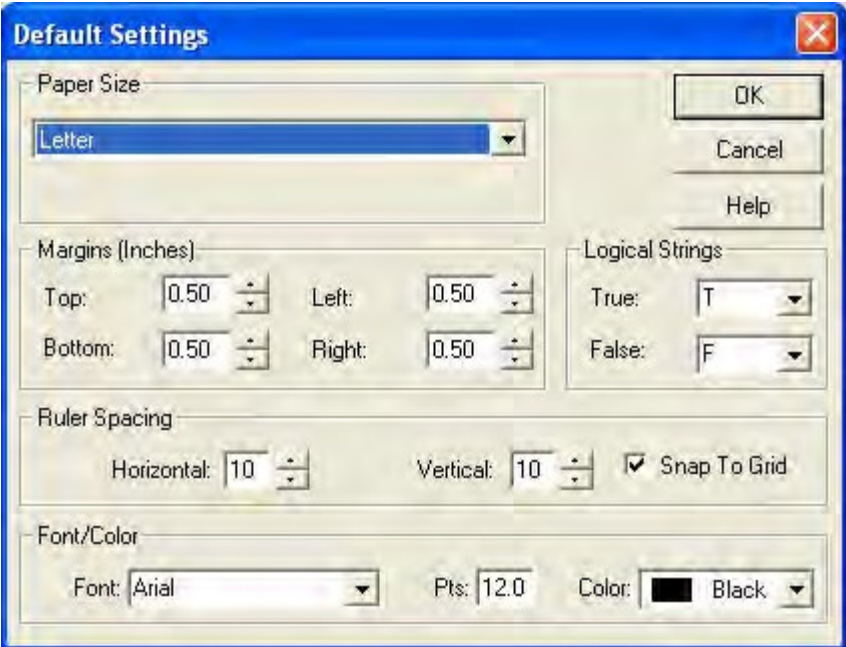 Default Settings
Paper Size
OK
Letter
Cancel
Help
Margins (Inches)
Logical Strings
Top: 0.50 Left: 0.50 True: T
Bottom: 0.50 Right: 0.50 False: F
Ruler Spacing
Horizontal: 10 Vertical: 10 Snap To Grid
Font/Color
Font: Arial Pts: 12.0 Color: Black